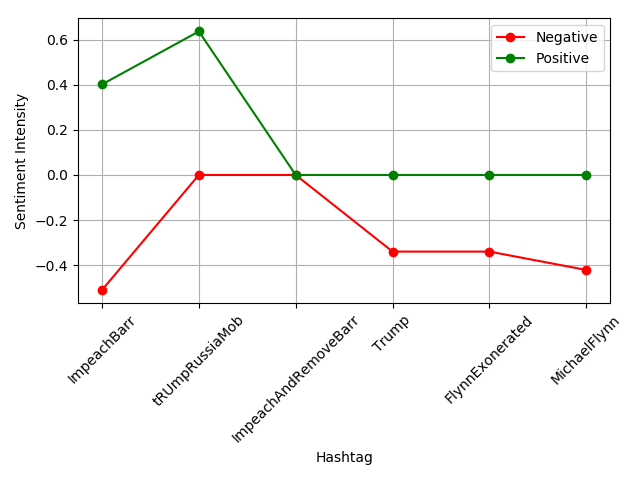 Negative
Positive
0.6
0.4
0.2
0.0
−0.2
−0.4
Sentiment Intensity
ImpeachBarr
tRUmpRussiaMob
ImpeachAndRemoveBarr
Trump
FlynnExonerated
MichaelFlynn
Hashtag